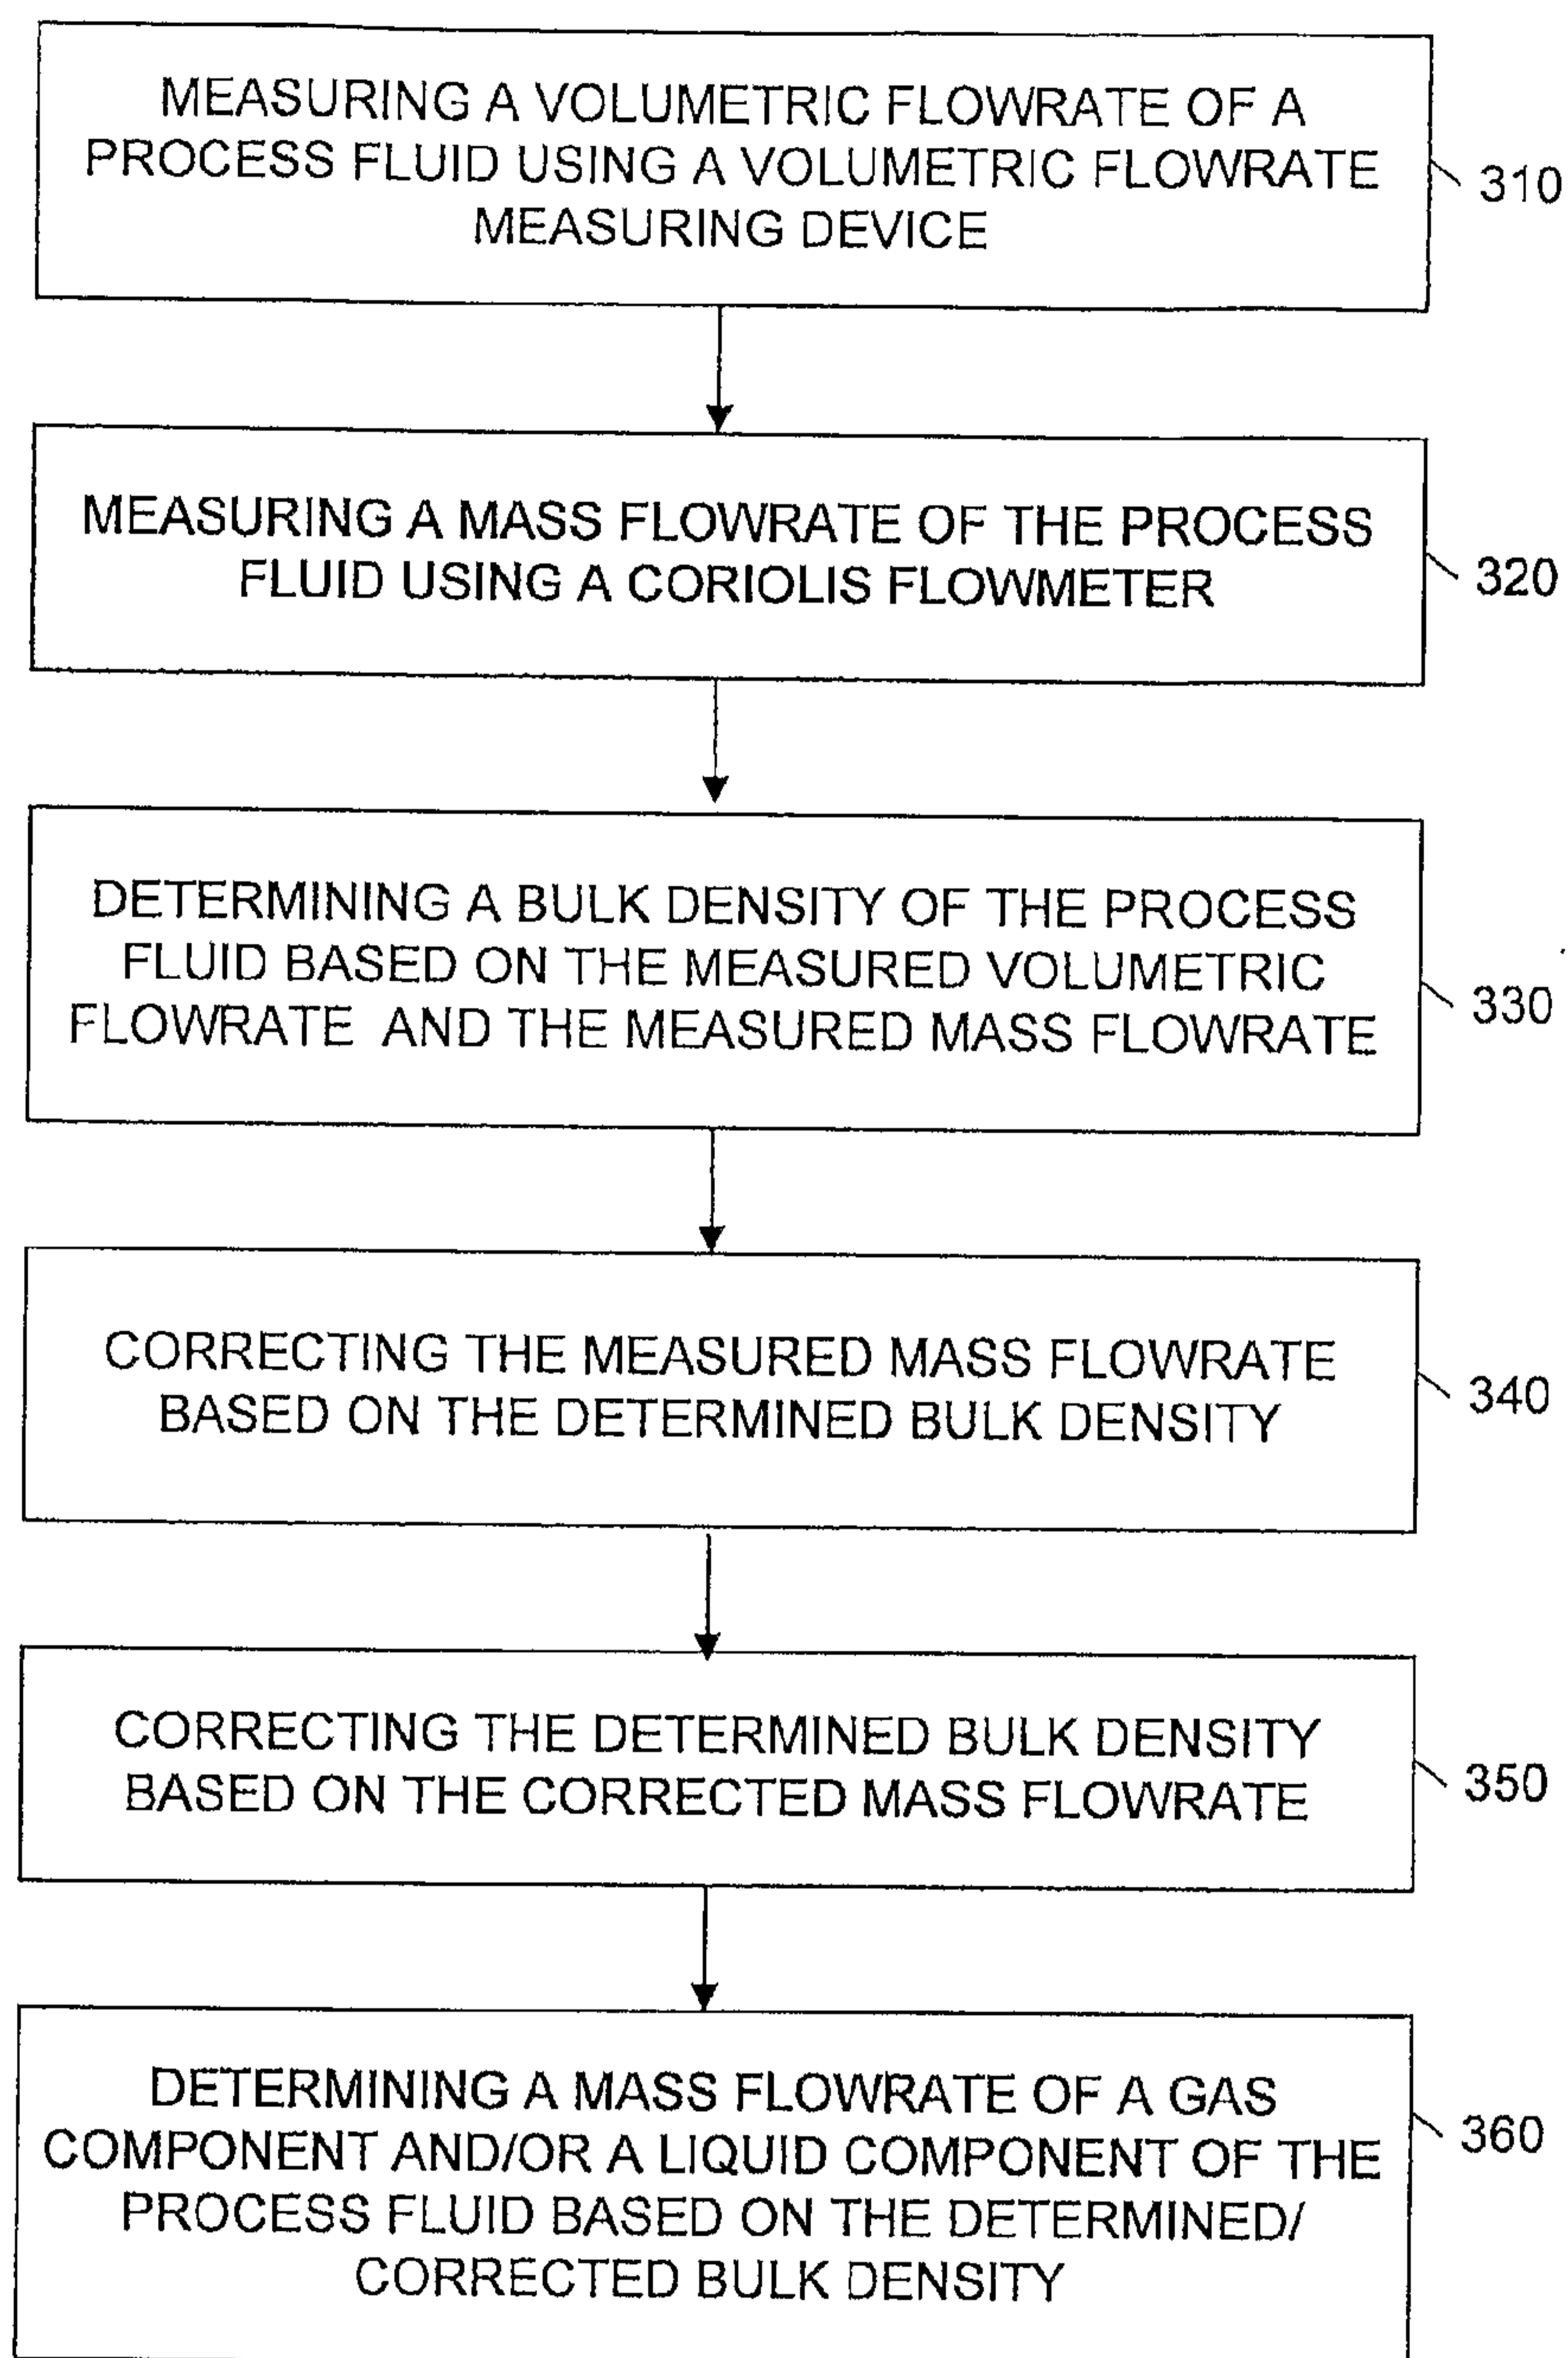 MEASURING A VOLUMETRIC FLOWRATE OF A
PROCESS FLUID USING A VOLUMETRIC FLOWRATE
MEASURING DEVICE
310
MEASURING A MASS FLOWRATE OF THE PROCESS
FLUID USING A CORIOLIS FLOWMETER
320
DETERMINING A BULK DENSITY OF THE PROCESS
FLUID BASED ON THE MEASURED VOLUMETRIC
FLOWRATE AND THE MEASURED MASS FLOWRATE
330
CORRECTING THE MEASURED MASS FLOWRATE
BASED ON THE DETERMINED BULK DENSITY
340
CORRECTING THE DETERMINED BULK DENSITY
BASED ON THE CORRECTED MASS FLOWRATE
350
DETERMINING A MASS FLOWRATE OF A GAS
COMPONENT AND/OR A LIQUID COMPONENT OF THE
PROCESS FLUID BASED ON THE DETERMINED/
CORRECTED BULK DENSITY
360